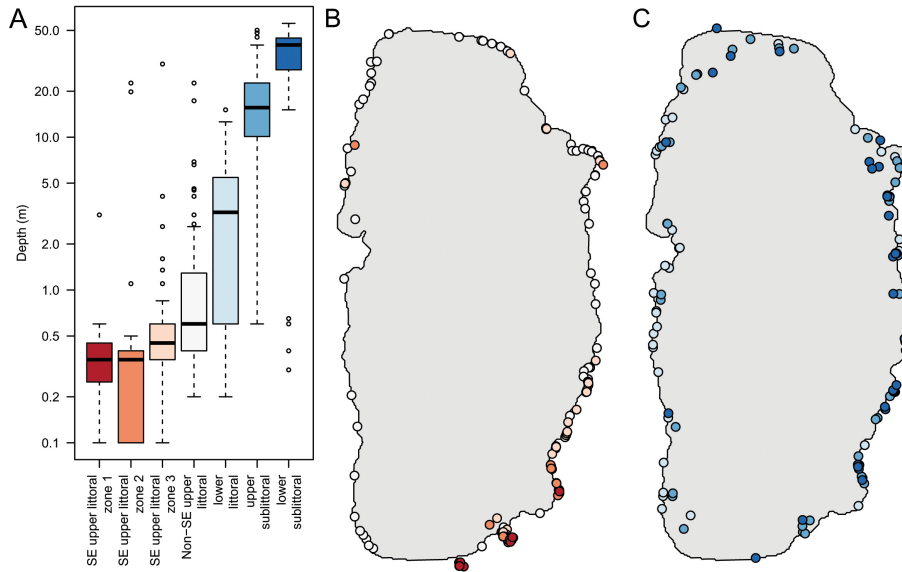 A
B
C
Depth (m)
50.0
20.0
10.0
5.0
2.0
1.0
0.5
0.2
0.1
SE upper littoral
zone 1
SE upper littoral
zone 2
SE upper littoral
zone 3
Non−SE upper
littoral
lower
littoral
upper
sublittoral
lower
sublittoral